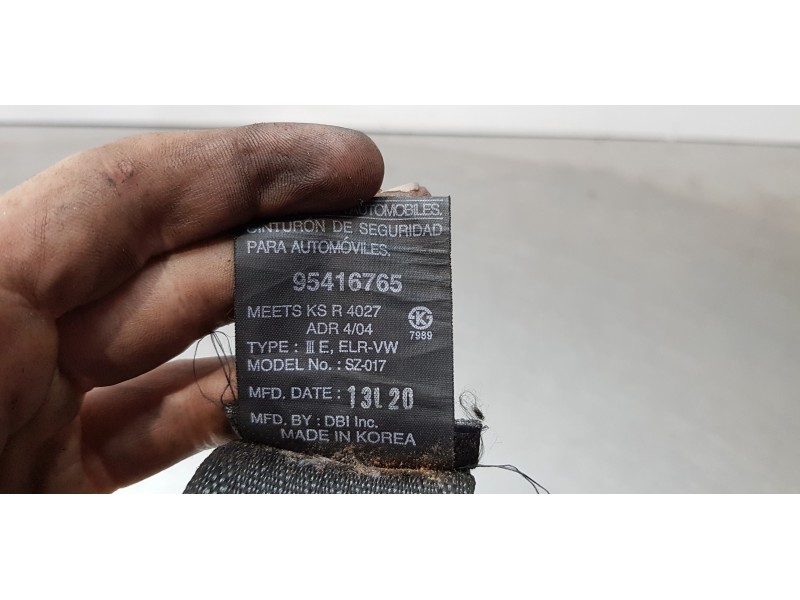 AUTOMOBILES.
CINTURON DE SEGURIDAD
PARA AUTOMÓVILES.
95416765
MEETS KS R 4027
ADR 4/04
K
7989
TYPE : III E, ELR-VW
MODEL No. : SZ-017
MFD. DATE : 13L20
MFD. BY : DBI Inc.
MADE IN KOREA